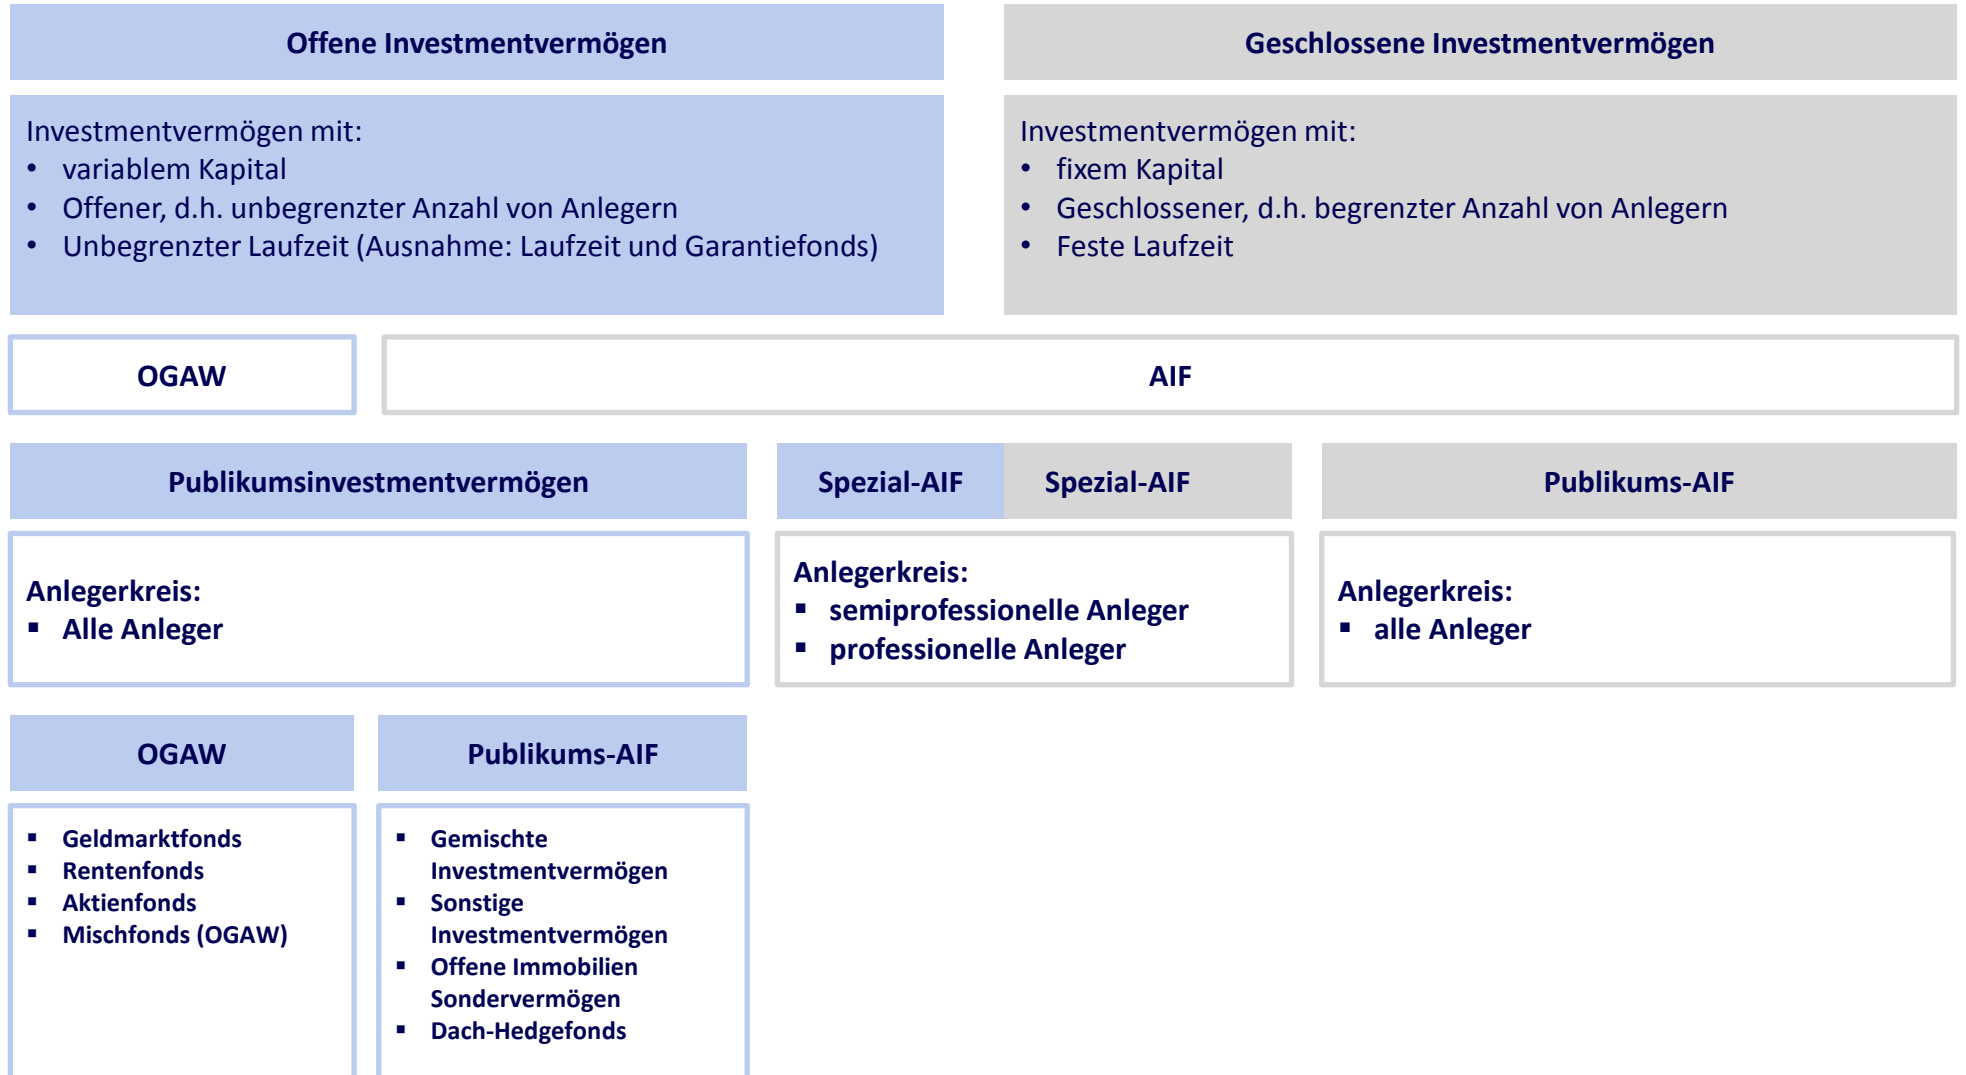 Offene Investmentvermögen
Geschlossene Investmentvermögen
Investmentvermögen mit:
• variablem Kapital
• Offener, d.h. unbegrenzter Anzahl von Anlegern
• Unbegrenzter Laufzeit (Ausnahme: Laufzeit und Garantiefonds)
Investmentvermögen mit:
• fixem Kapital
• Geschlossener, d.h. begrenzter Anzahl von Anlegern
• Feste Laufzeit
OGAW
AIF
Publikumsinvestmentvermögen
Spezial-AIF
Spezial-AIF
Publikums-AIF
Anlegerkreis:
▪ Alle Anleger
Anlegerkreis:
▪ semiprofessionelle Anleger
▪ professionelle Anleger
Anlegerkreis:
▪ alle Anleger
OGAW
Publikums-AIF
▪ Geldmarktfonds
▪ Rentenfonds
▪ Aktienfonds
▪ Mischfonds (OGAW)
▪ Gemischte
Investmentvermögen
▪ Sonstige
Investmentvermögen
▪ Offene Immobilien
Sondervermögen
▪ Dach-Hedgefonds